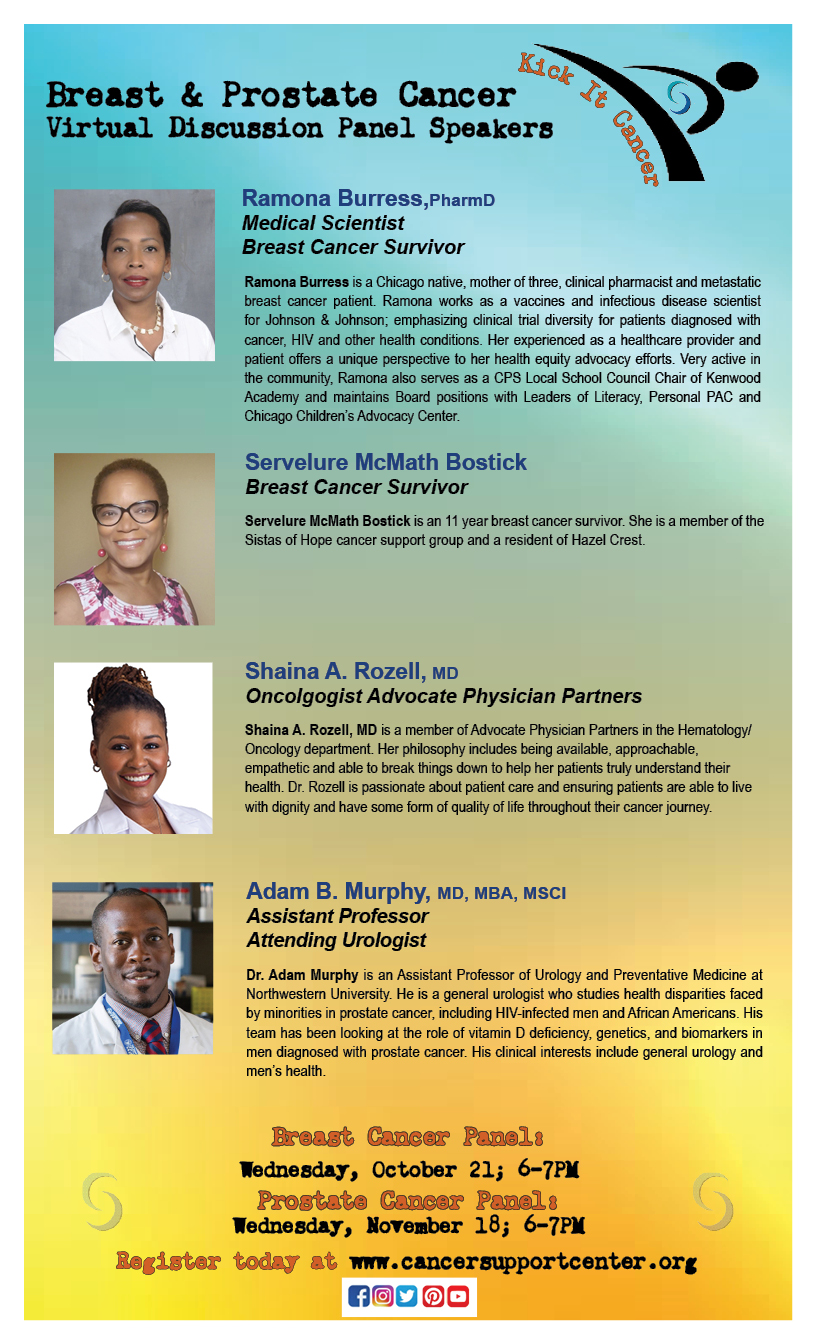 Kick It Cancer
Breast & Prostate Cancer
Virtual Discussion Panel Speakers
Ramona Burress,PharmD
Medical Scientist
Breast Cancer Survivor
Ramona Burress is a Chicago native, mother of three, clinical pharmacist and metastatic
breast cancer patient. Ramona works as a vaccines and infectious disease scientist
for Johnson & Johnson; emphasizing clinical trial diversity for patients diagnosed with
cancer, HIV and other health conditions. Her experienced as a healthcare provider and
patient offers a unique perspective to her health equity advocacy efforts. Very active in
the community, Ramona also serves as a CPS Local School Council Chair of Kenwood
Academy and maintains Board positions with Leaders of Literacy, Personal PAC and
Chicago Children's Advocacy Center.
Servelure McMath Bostick
Breast Cancer Survivor
Servelure McMath Bostick is an 11 year breast cancer survivor. She is a member of the
Sistas of Hope cancer support group and a resident of Hazel Crest.
Shaina A. Rozell, MD
Oncolgogist Advocate Physician Partners
Shaina A. Rozell, MD is a member of Advocate Physician Partners in the Hematology/
Oncology department. Her philosophy includes being available, approachable,
empathetic and able to break things down to help her patients truly understand their
health. Dr. Rozell is passionate about patient care and ensuring patients are able to live
with dignity and have some form of quality of life throughout their cancer journey.
Adam B. Murphy, MD, MBA, MSCI
Assistant Professor
Attending Urologist
Dr. Adam Murphy is an Assistant Professor of Urology and Preventative Medicine at
Northwestern University. He is a general urologist who studies health disparities faced
by minorities in prostate cancer, including HIV-infected men and African Americans. His
team has been looking at the role of vitamin D deficiency, genetics, and biomarkers in
men diagnosed with prostate cancer. His clinical interests include general urology and
men's health.
Breast Cancer Panel:
Wednesday, October 21; 6-7PM
Prostate Cancer Panel:
Wednesday, November 18; 6-7PM
Register today at www.cancersupportcenter.org